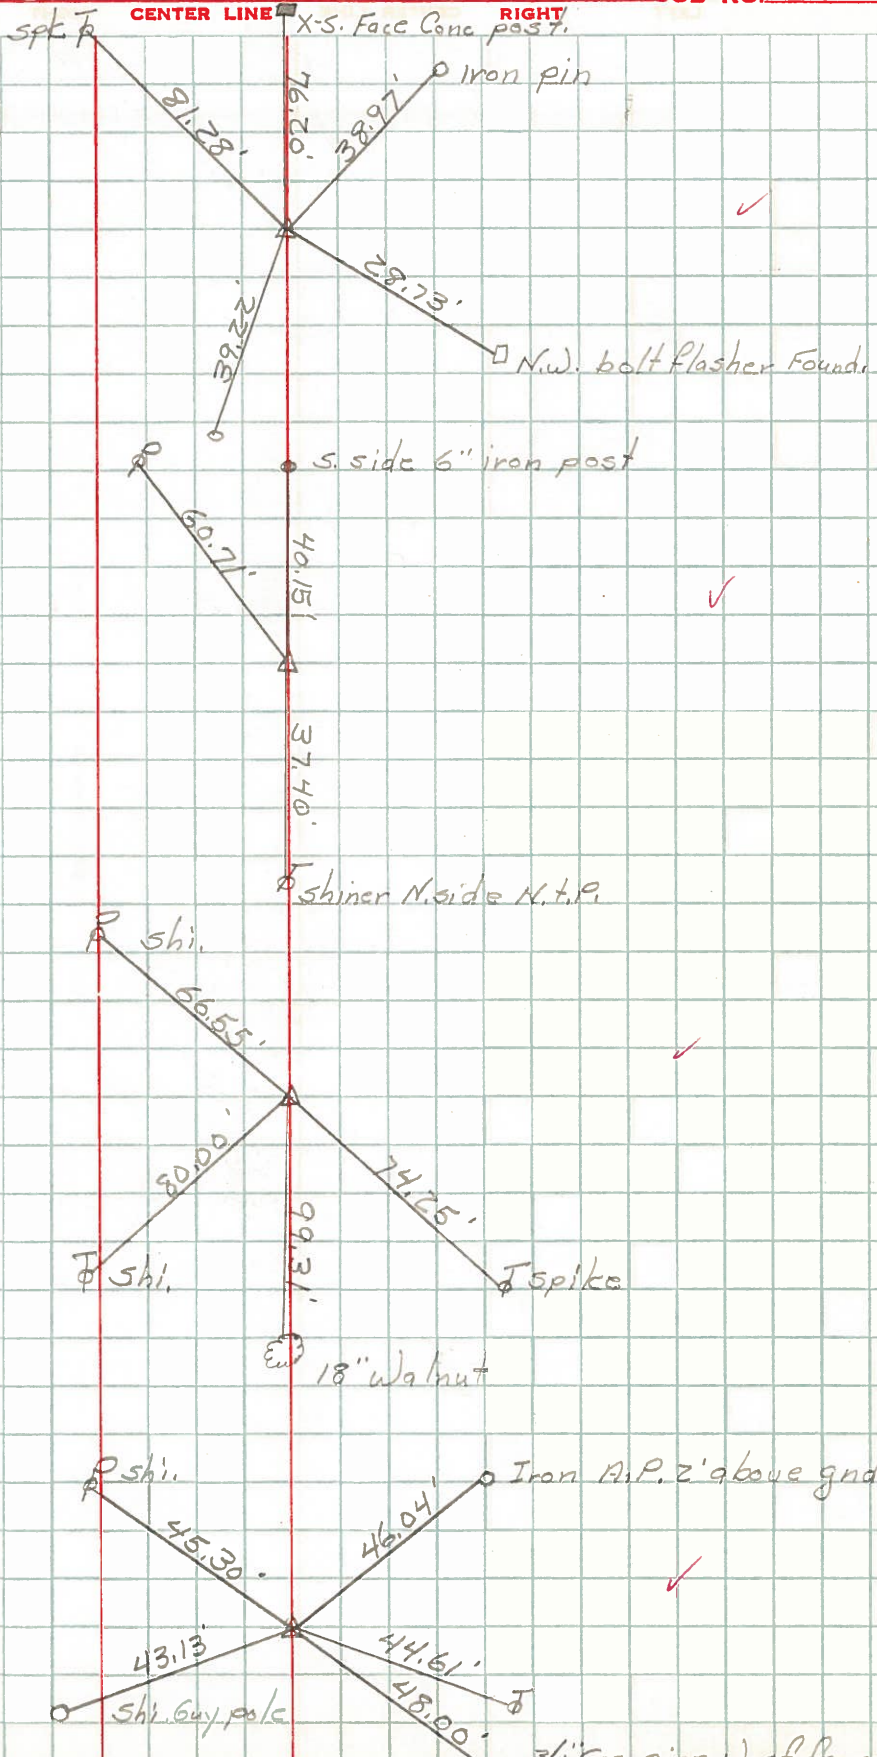 CENTER LINE
RIGHT
spk T
X-S. Face Conc post.
Iron pin
81.28'
76.20'
38.97'
28.73'
39.22'
N.W. bolt flasher Found.
P
S. side 6" iron post
60.71'
40.15'
37.40'
T
shiner N. side N.t.P.
P shi.
66.55'
80.00'
74.25'
99.31'
T shi.
T spike
18" Walnut
P shi.
Iron A.P. 2' above gnd
45.30'
46.04'
43.13'
44.61'
48.00'
shi. Guy pole
T